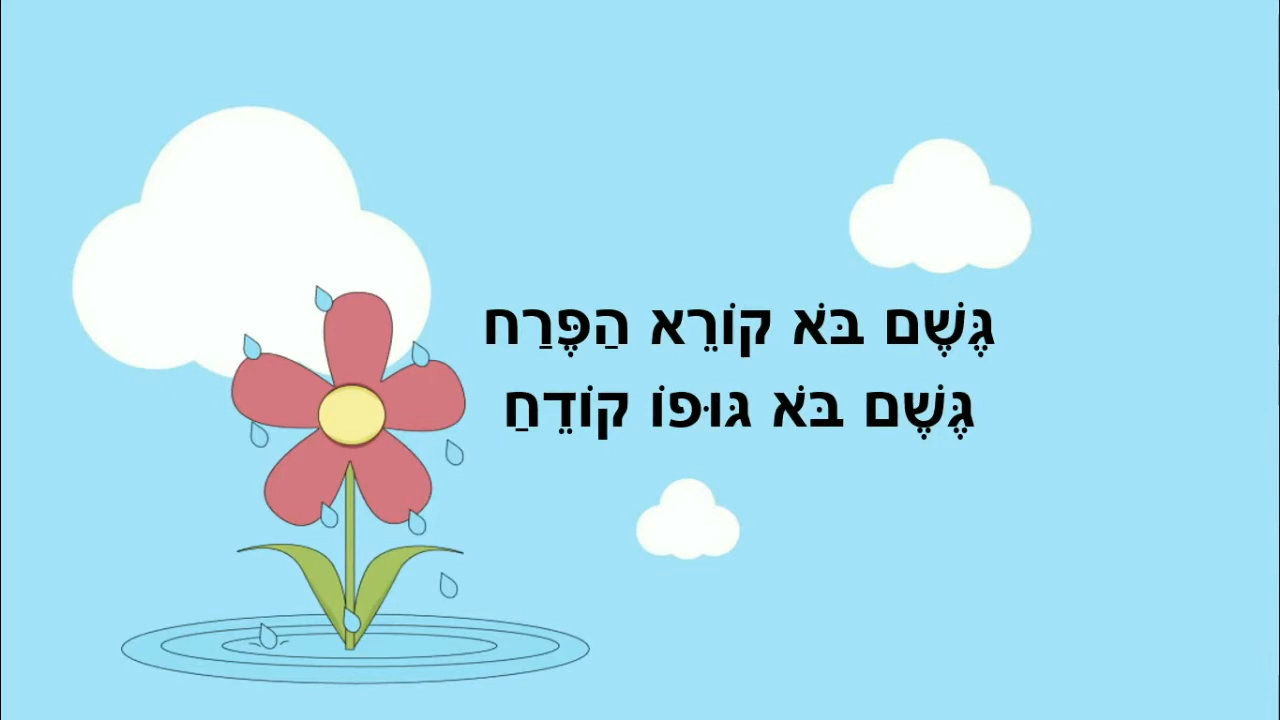 גֶּשֶׁם בֹּא קוֹרֵא הַפֶּרַח
גֶּשֶׁם בֹּא גּוּפוֹ קוֹדֵחַ